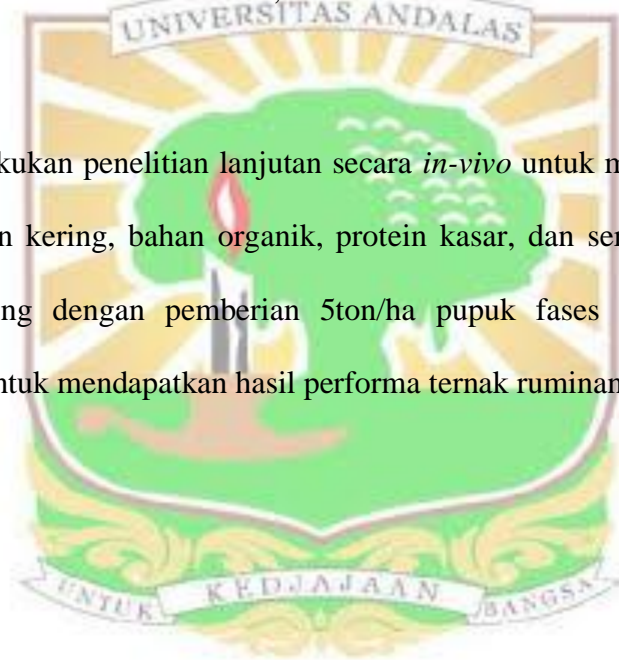 UNIVERSITAS ANDALAS
kukan penelitian lanjutan secara in-vivo untuk m
n kering, bahan organik, protein kasar, dan ser
ng dengan pemberian 5ton/ha pupuk fases
ntuk mendapatkan hasil performa ternak ruminan
UNTUK KEDJAJAAN BANGSA